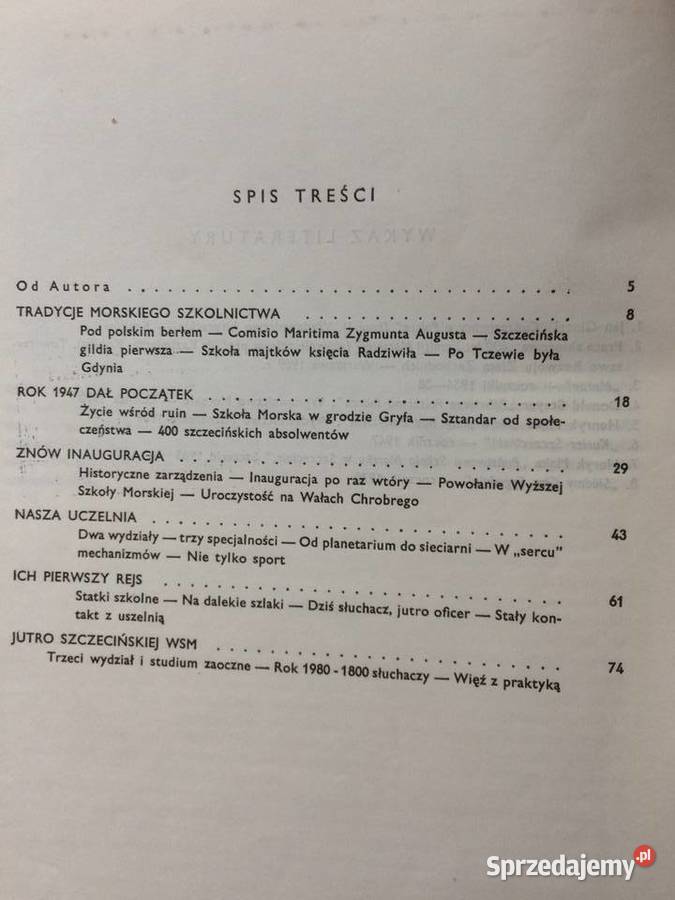 SPIS TREŚCI
Od Autora . . . . . . . . . . . . . . . . . . . . . . . . . . . . . . . . 5
TRADYCJE MORSKIEGO SZKOLNICTWA . . . . . . . . . . . . . . . . . . . 8
Pod polskim berłem — Comisio Maritima Zygmunta Augusta — Szczecińska
gildia pierwsza — Szkoła majtków księcia Radziwiła — Po Tczewie była
Gdynia
ROK 1947 DAŁ POCZĄTEK . . . . . . . . . . . . . . . . . . . . . . . . . 18
Życie wśród ruin — Szkoła Morska w grodzie Gryfa — Sztandar od społe-
czeństwa — 400 szczecińskich absolwentów
ZNÓW INAUGURACJA . . . . . . . . . . . . . . . . . . . . . . . . . . . 29
Historyczne zarządzenia — Inauguracja po raz wtóry — Powołanie Wyższej
Szkoły Morskiej — Uroczystość na Wałach Chrobrego
NASZA UCZELNIA . . . . . . . . . . . . . . . . . . . . . . . . . . . . . 43
Dwa wydziały — trzy specjalności — Od planetarium do sieciarni — W „sercu"
mechanizmów — Nie tylko sport
ICH PIERWSZY REJS . . . . . . . . . . . . . . . . . . . . . . . . . . . 61
Statki szkolne — Na dalekie szlaki — Dziś słuchacz, jutro oficer — Stały kon-
takt z uszelnią
JUTRO SZCZECIŃSKIEJ WSM . . . . . . . . . . . . . . . . . . . . . . . . 74
Trzeci wydział i studium zaoczne — Rok 1980 - 1800 słuchaczy — Więź z praktyką
Sprzedajemy.pl